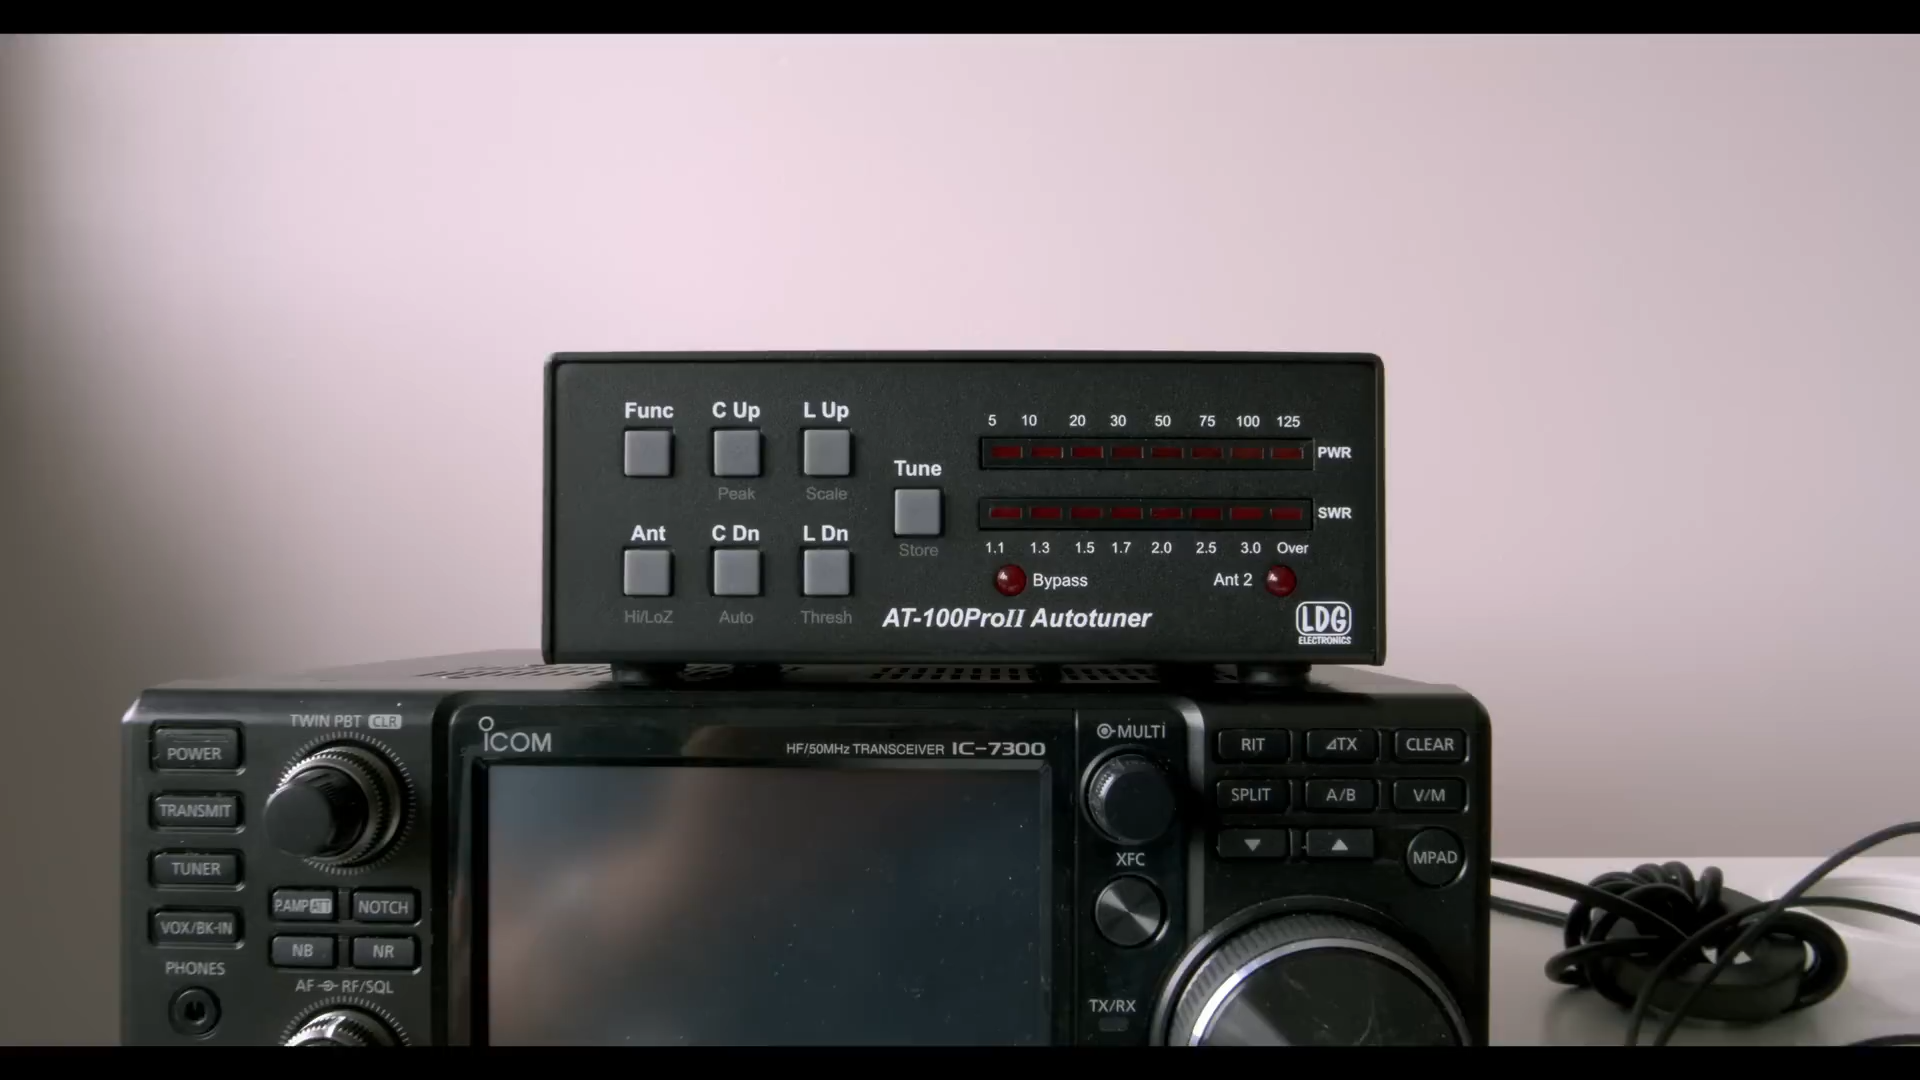 Func C Up L Up
Peak Scale
Ant C Dn L Dn
Hi/LoZ Auto Thresh
Tune
Store
5 10 20 30 50 75 100 125
PWR
SWR
1.1 1.3 1.5 1.7 2.0 2.5 3.0 Over
Bypass Ant 2
AT-100ProII Autotuner
LDG
ELECTRONICS
POWER
TRANSMIT
TUNER
VOX/BK-IN
PHONES
TWIN PBT CLR
P.AMP ATT NOTCH
NB NR
AF RF/SQL
ICOM
HF/50MHz TRANSCEIVER IC-7300
MULTI
XFC
TX/RX
RIT ⊿TX CLEAR
SPLIT A/B V/M
▼ ▲ MPAD